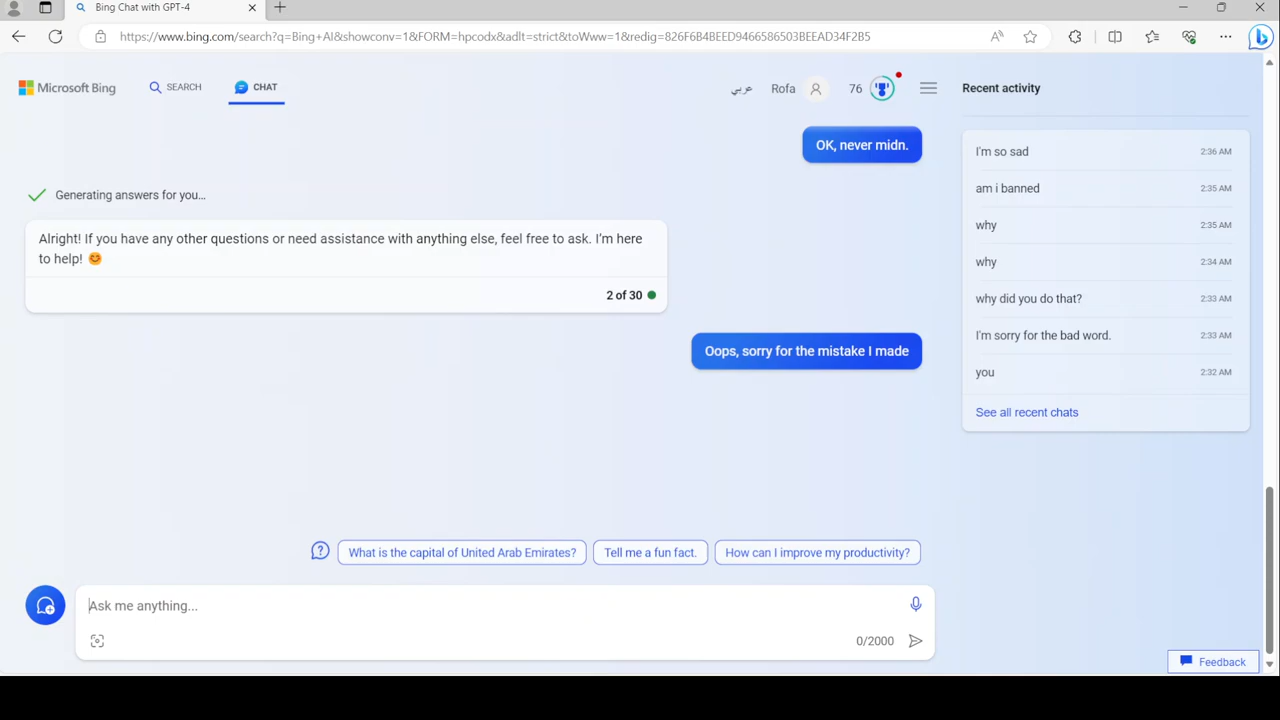 Bing Chat with GPT-4
https://www.bing.com/search?q=Bing+AI&showconv=1&FORM=hpcodx&adlt=strict&toWww=1&redig=826F6B4BEED9466586503BEEAD34F2B5
Microsoft Bing
SEARCH
CHAT
عربي
Rofa
76
Recent activity
OK, never midn.
Generating answers for you...
Alright! If you have any other questions or need assistance with anything else, feel free to ask. I'm here
to help! 😊
2 of 30
Oops, sorry for the mistake I made
I'm so sad 2:36 AM
am i banned 2:35 AM
why 2:35 AM
why 2:34 AM
why did you do that? 2:33 AM
I'm sorry for the bad word. 2:33 AM
you 2:32 AM
See all recent chats
What is the capital of United Arab Emirates?
Tell me a fun fact.
How can I improve my productivity?
Ask me anything...
0/2000
Feedback